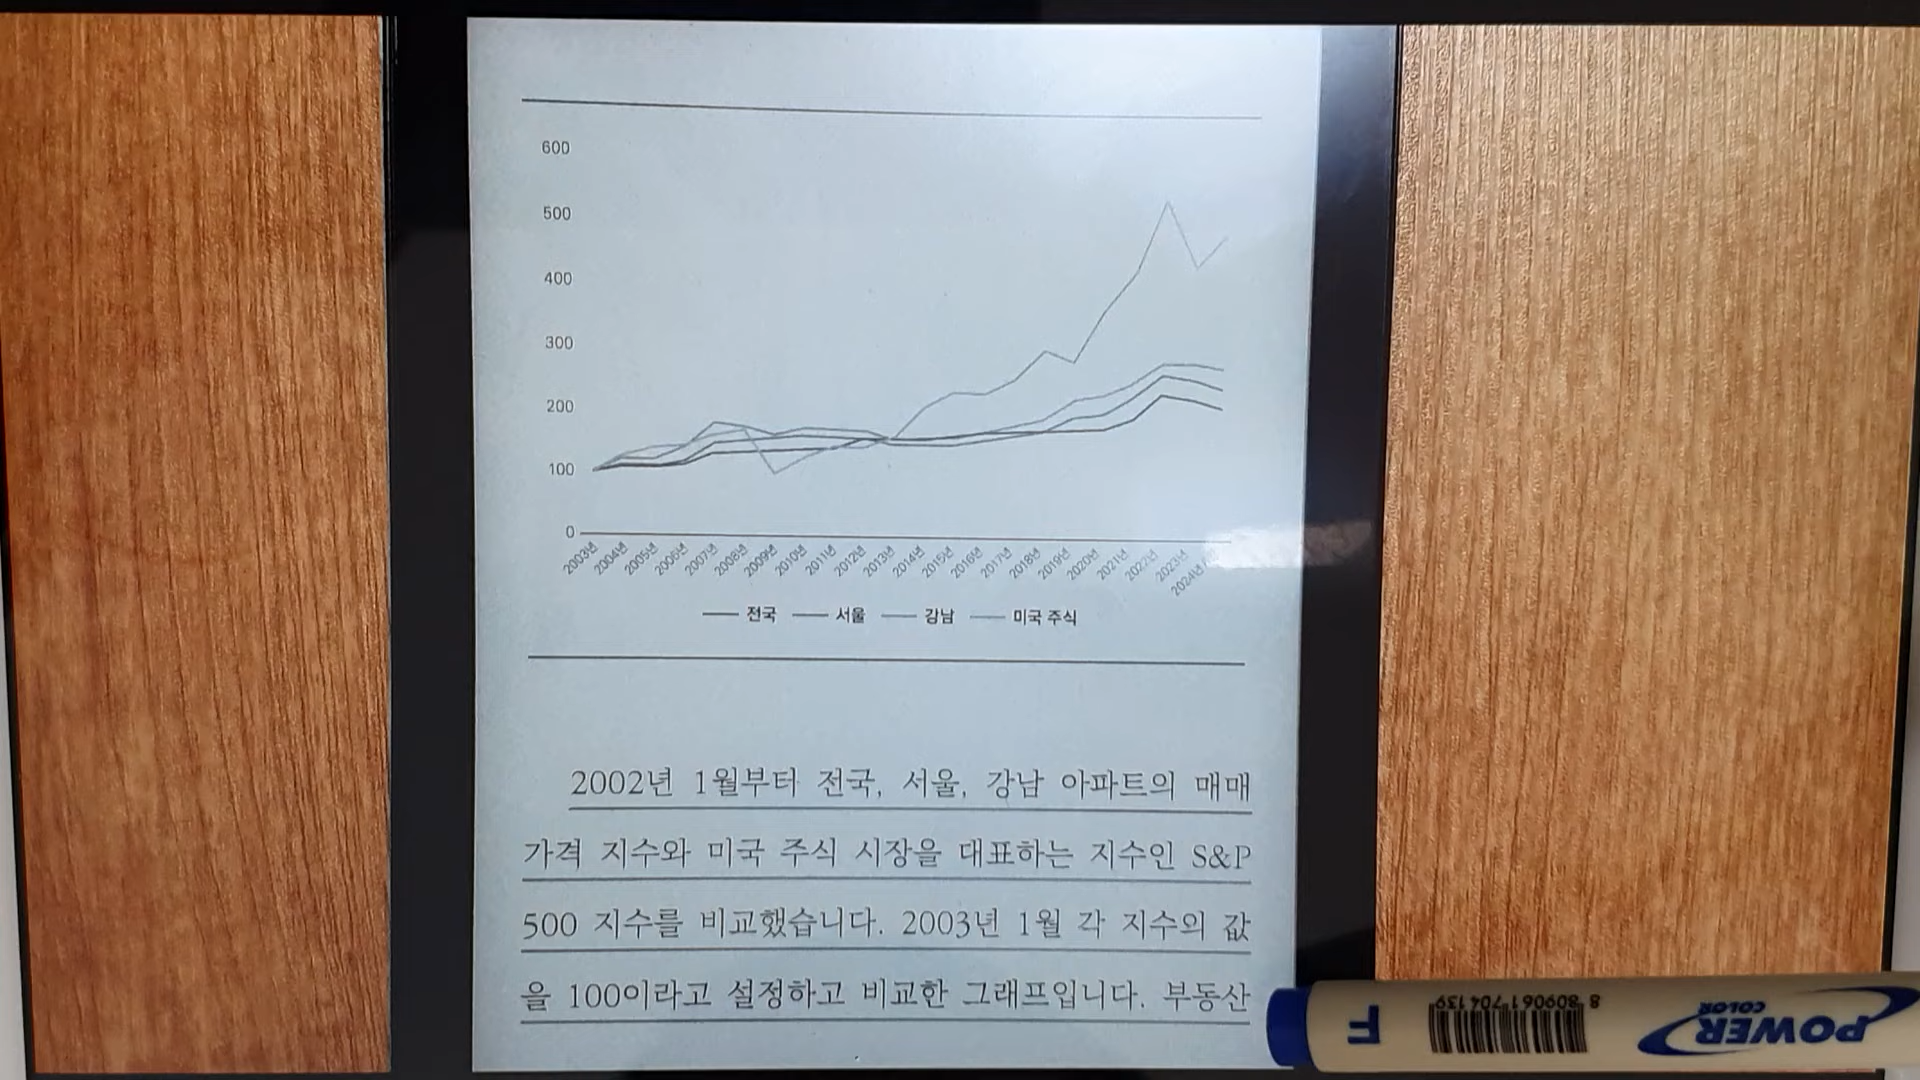 600
500
400
300
200
100
0
2003년 2004년 2005년 2006년 2007년 2008년 2009년 2010년 2011년 2012년 2013년 2014년 2015년 2016년 2017년 2018년 2019년 2020년 2021년 2022년 2023년 2024년
전국 서울 강남 미국 주식
2002년 1월부터 전국, 서울, 강남 아파트의 매매
가격 지수와 미국 주식 시장을 대표하는 지수인 S&P
500 지수를 비교했습니다. 2003년 1월 각 지수의 값
을 100이라고 설정하고 비교한 그래프입니다. 부동산
F
8 809061 704139
POWER
COLOR